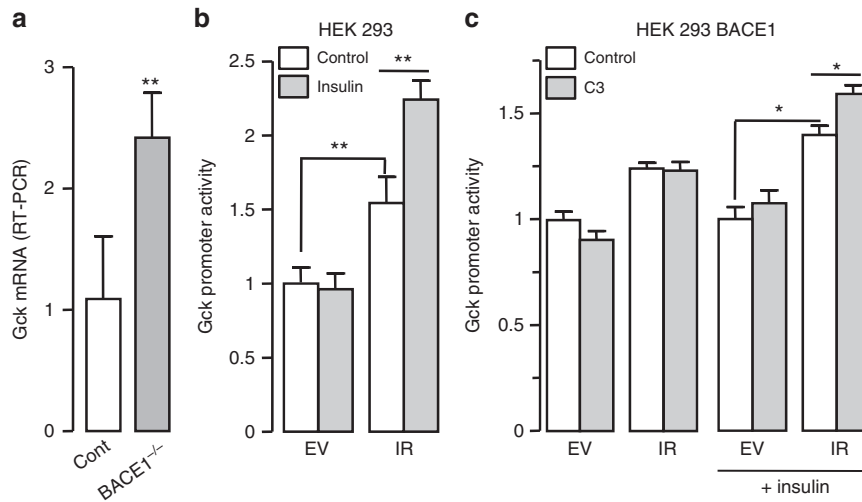 a
3
2
1
0
Gck mRNA (RT-PCR)
**
Cont
BACE1⁻/⁻
b
HEK 293
Control
Insulin
2.5
2
1.5
1
0.5
0
Gck promoter activity
**
**
EV
IR
c
HEK 293 BACE1
Control
C3
1.5
1
0.5
0
Gck promoter activity
*
*
EV
IR
EV
IR
+ insulin